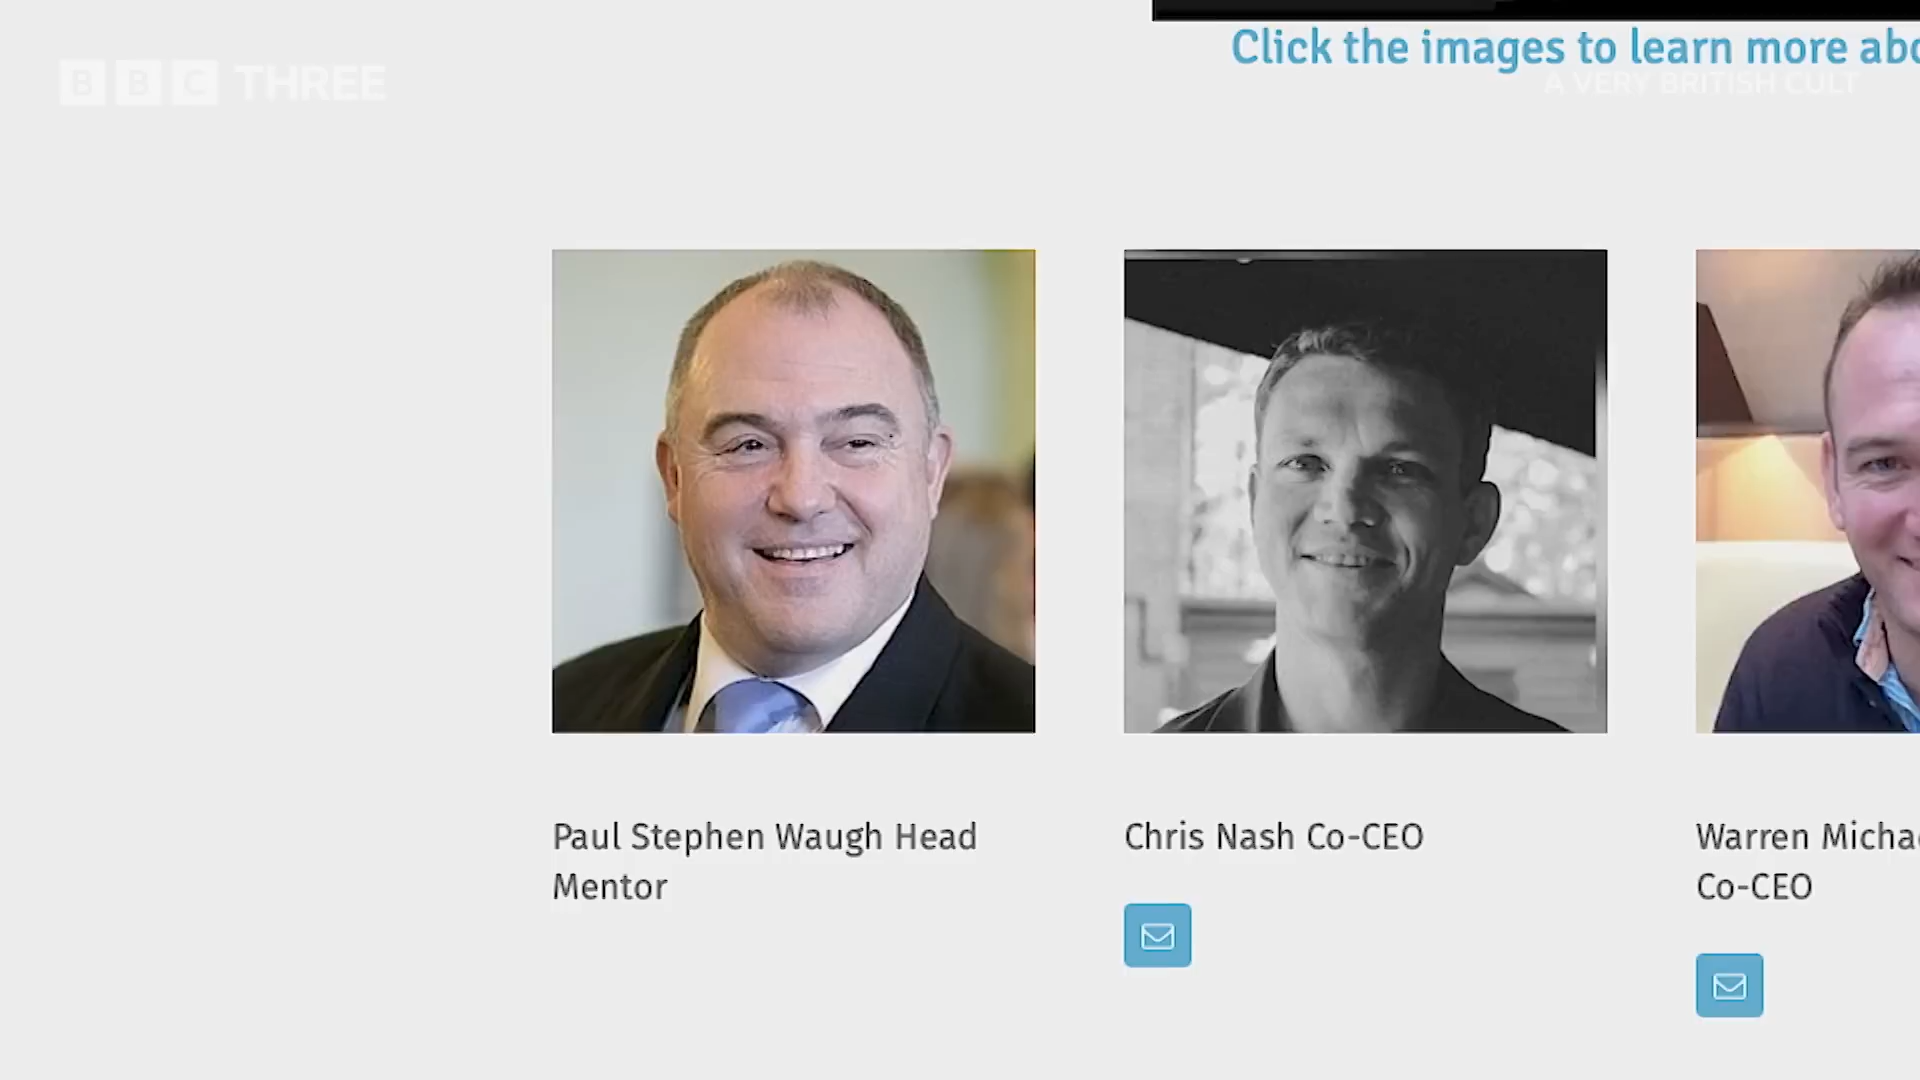 BBC THREE
Click the images to learn more abo
A VERY BRITISH CULT
Paul Stephen Waugh Head
Mentor
Chris Nash Co-CEO
Warren Micha
Co-CEO